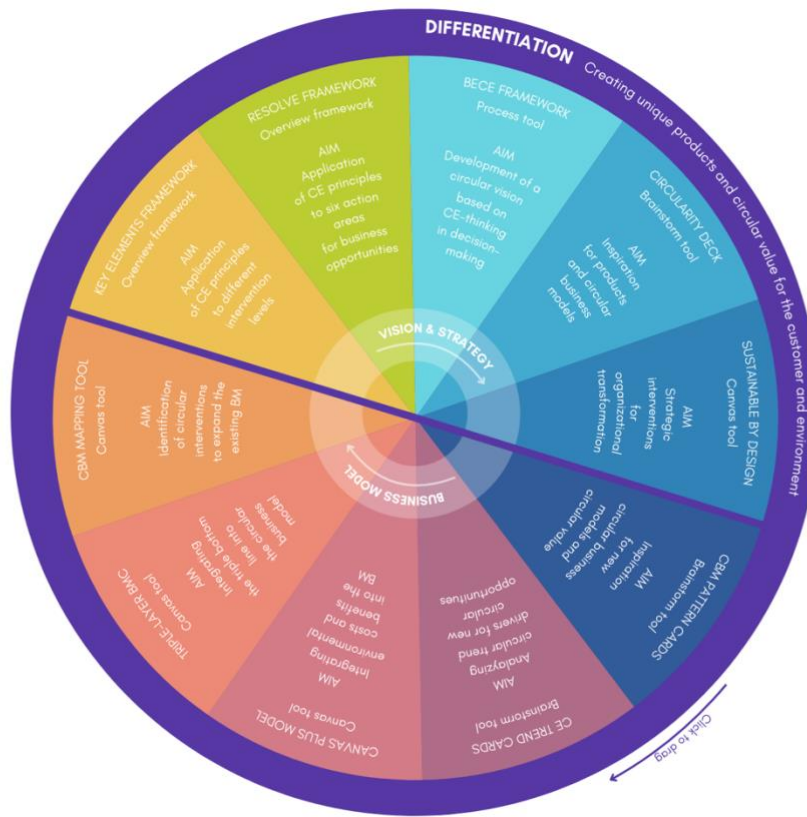 DIFFERENTIATION Creating unique products and circular value for the customer and environment
RESOLVE FRAMEWORK
Overview framework
AIM
Application
of CE principles
to six action
areas
for business
opportunities
BECE FRAMEWORK
Process tool
AIM
Development of a
circular vision
based on
CE-thinking
in decision-
making
CIRCULARITY DECK
Brainstorm tool
AIM
Inspiration
for products
and circular
business
models
SUSTAINABLE BY DESIGN
Canvas tool
AIM
Strategic
interventions
for
organizational
transformation
CBM PATTERN CARDS
Brainstorm tool
AIM
Inspiration
for new
circular business
models and
circular value
CE TREND CARDS
Brainstorm tool
AIM
Analayzing
circular trend
drivers for new
circular
opportunitues
CANVAS PLUS MODEL
Canvas tool
AIM
Integrating
environmental
costs and
benefits
into the
BM
TRIPLE-LAYER BMC
Canvas tool
AIM
Integrating
the triple bottom
line into
the circular
business
model
CBM MAPPING TOOL
Canvas tool
AIM
Identification
of circular
interventions
to expand the
existing BM
KEY ELEMENTS FRAMEWORK
Overview framework
AIM
Application
of CE principles
to different
intervention
levels
VISION & STRATEGY
BUSINESS MODEL
Click to drag